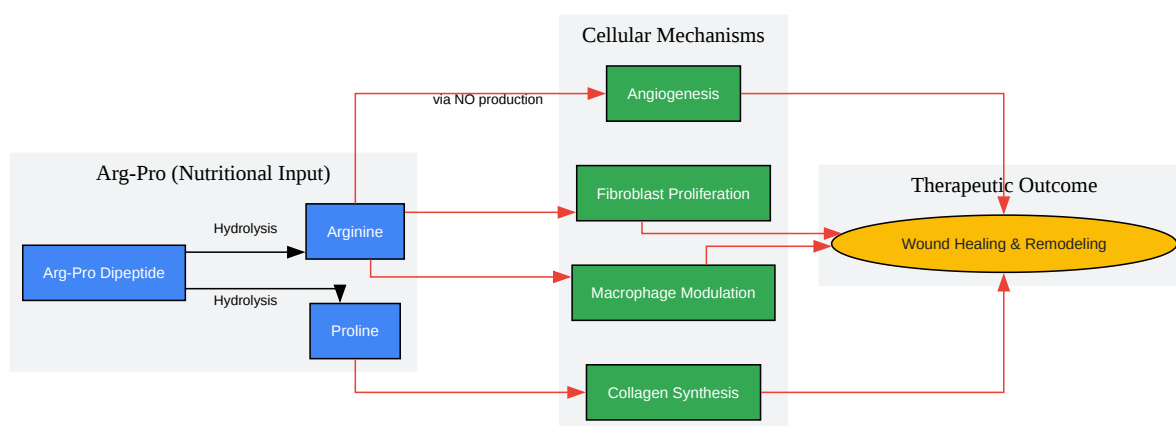 Cellular Mechanisms
Angiogenesis
via NO production
Arg-Pro (Nutritional Input)
Therapeutic Outcome
Fibroblast Proliferation
Hydrolysis
Arginine
Wound Healing & Remodeling
Arg-Pro Dipeptide
Macrophage Modulation
Hydrolysis
Proline
Collagen Synthesis